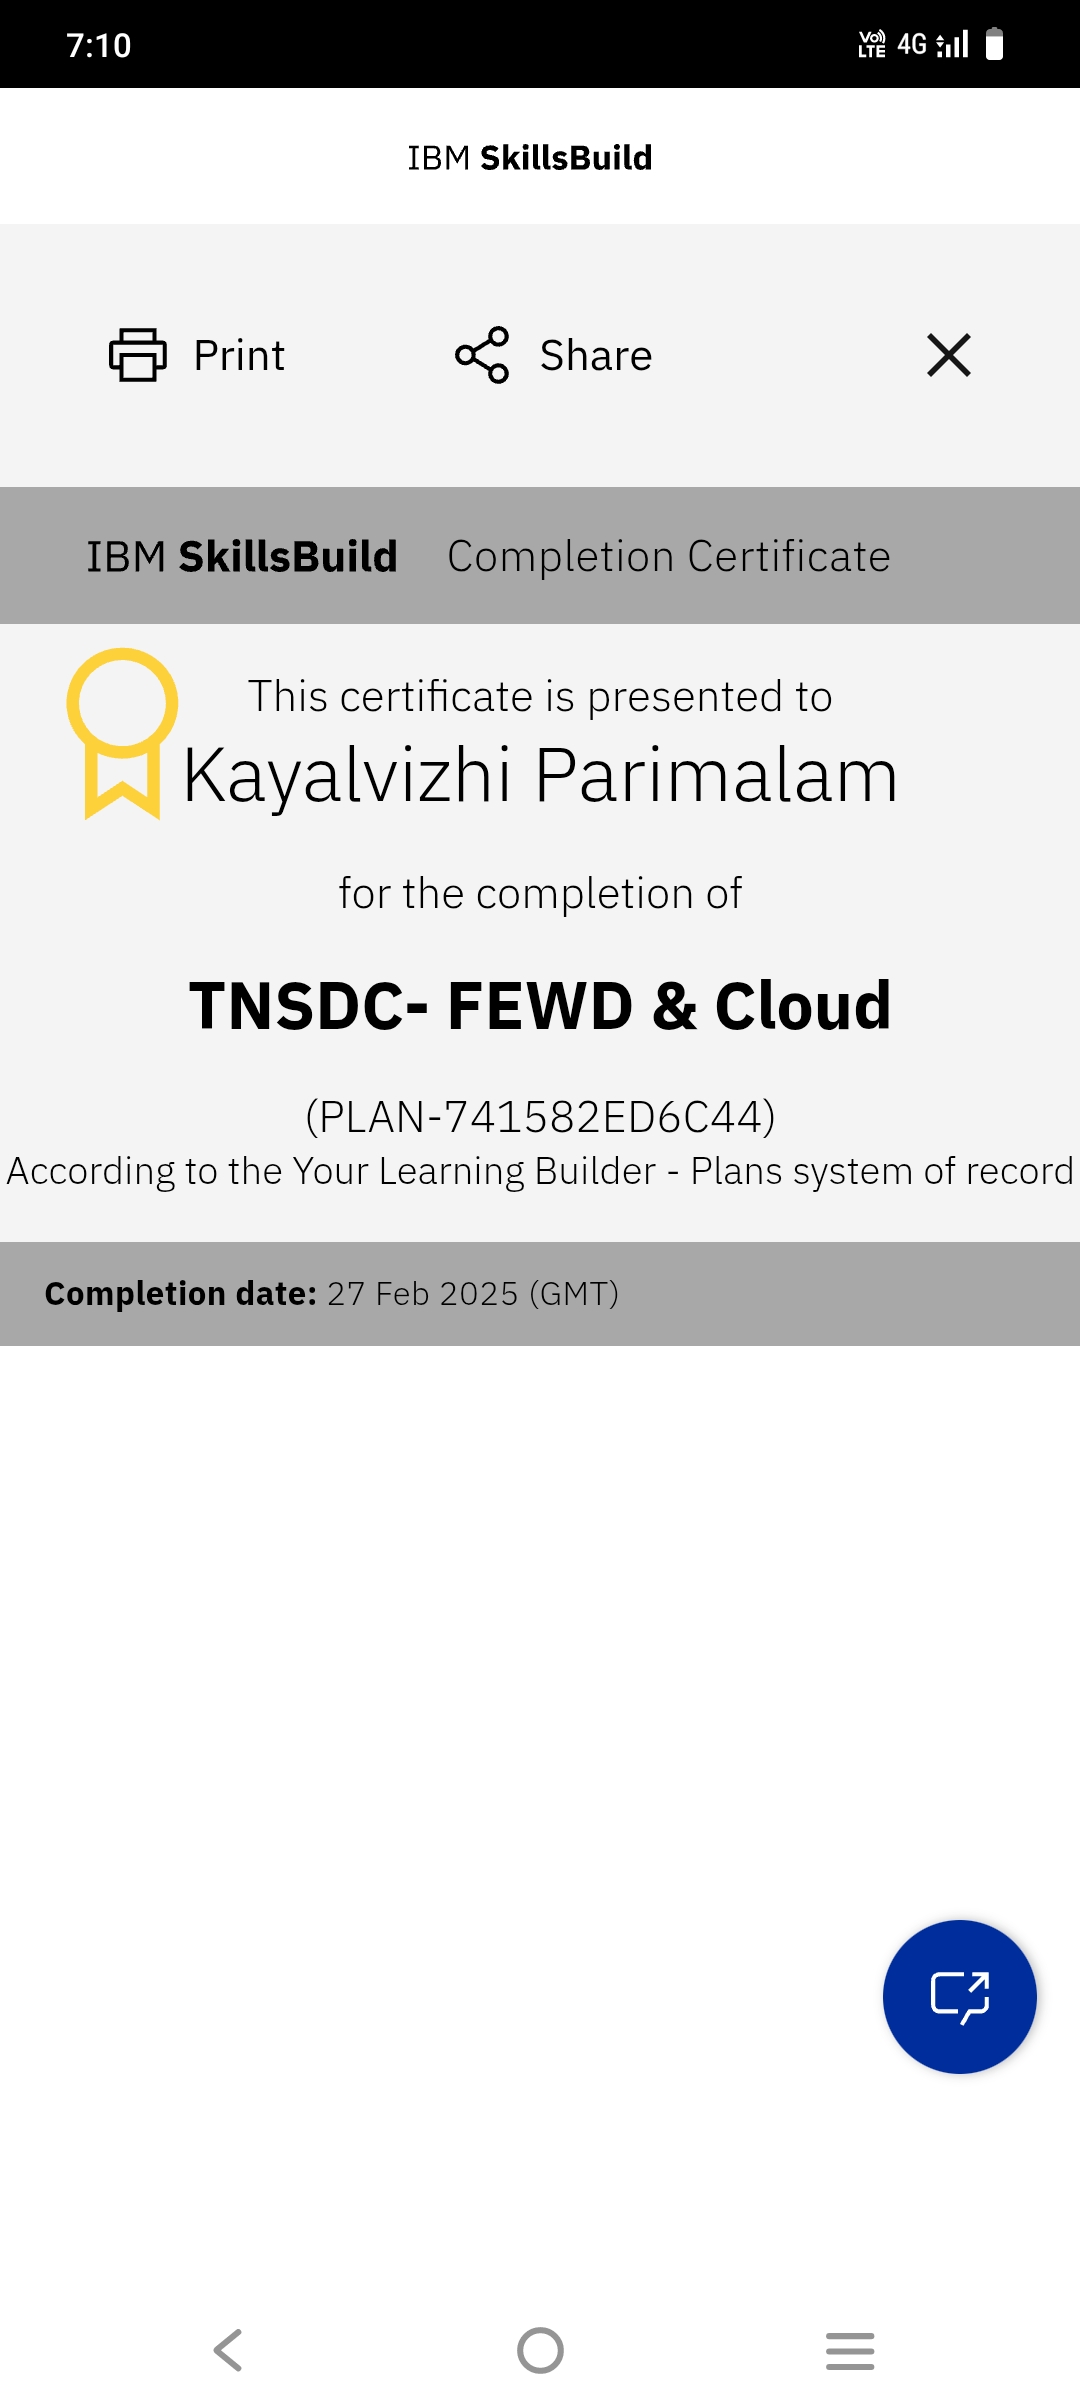 7:10
Vo) LTE 4G
IBM SkillsBuild
Print
Share
IBM SkillsBuild Completion Certificate
This certificate is presented to
Kayalvizhi Parimalam
for the completion of
TNSDC- FEWD & Cloud
(PLAN-741582ED6C44)
According to the Your Learning Builder - Plans system of record
Completion date: 27 Feb 2025 (GMT)